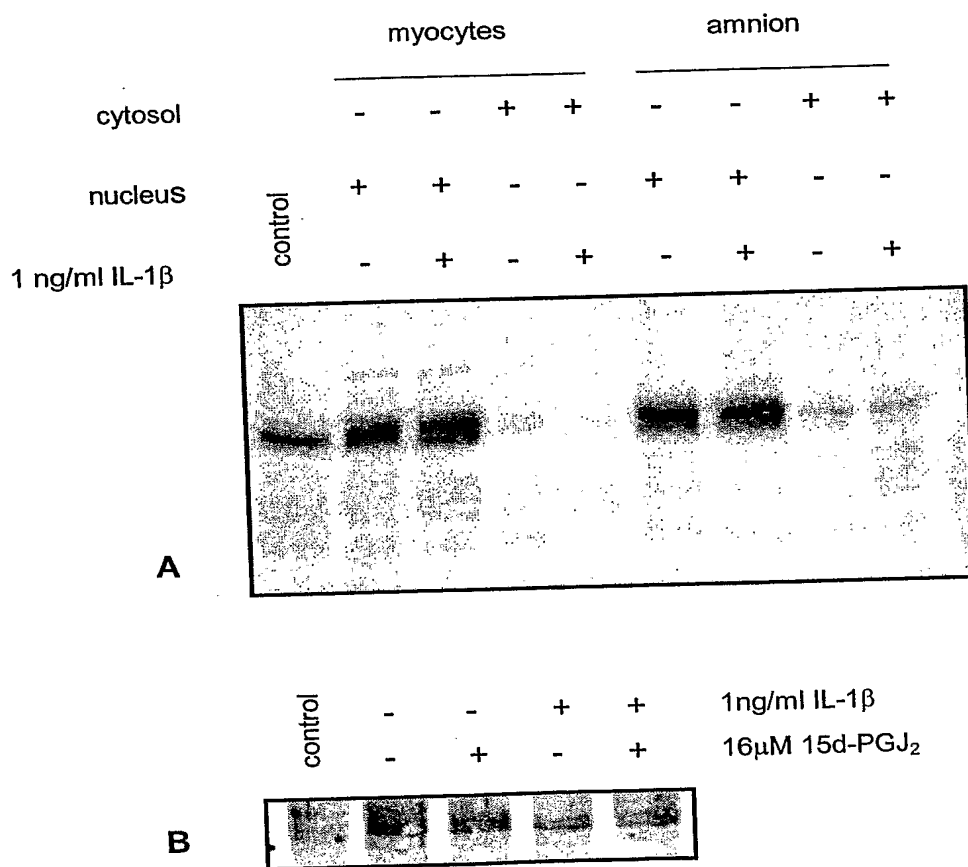 myocytes amnion
cytosol - - + + - - + +
nucleus + + - - + + - -
control
1 ng/ml IL-1β - + - + - + - +
A
control - - + + 1ng/ml IL-1β
- + - + 16μM 15d-PGJ₂
B